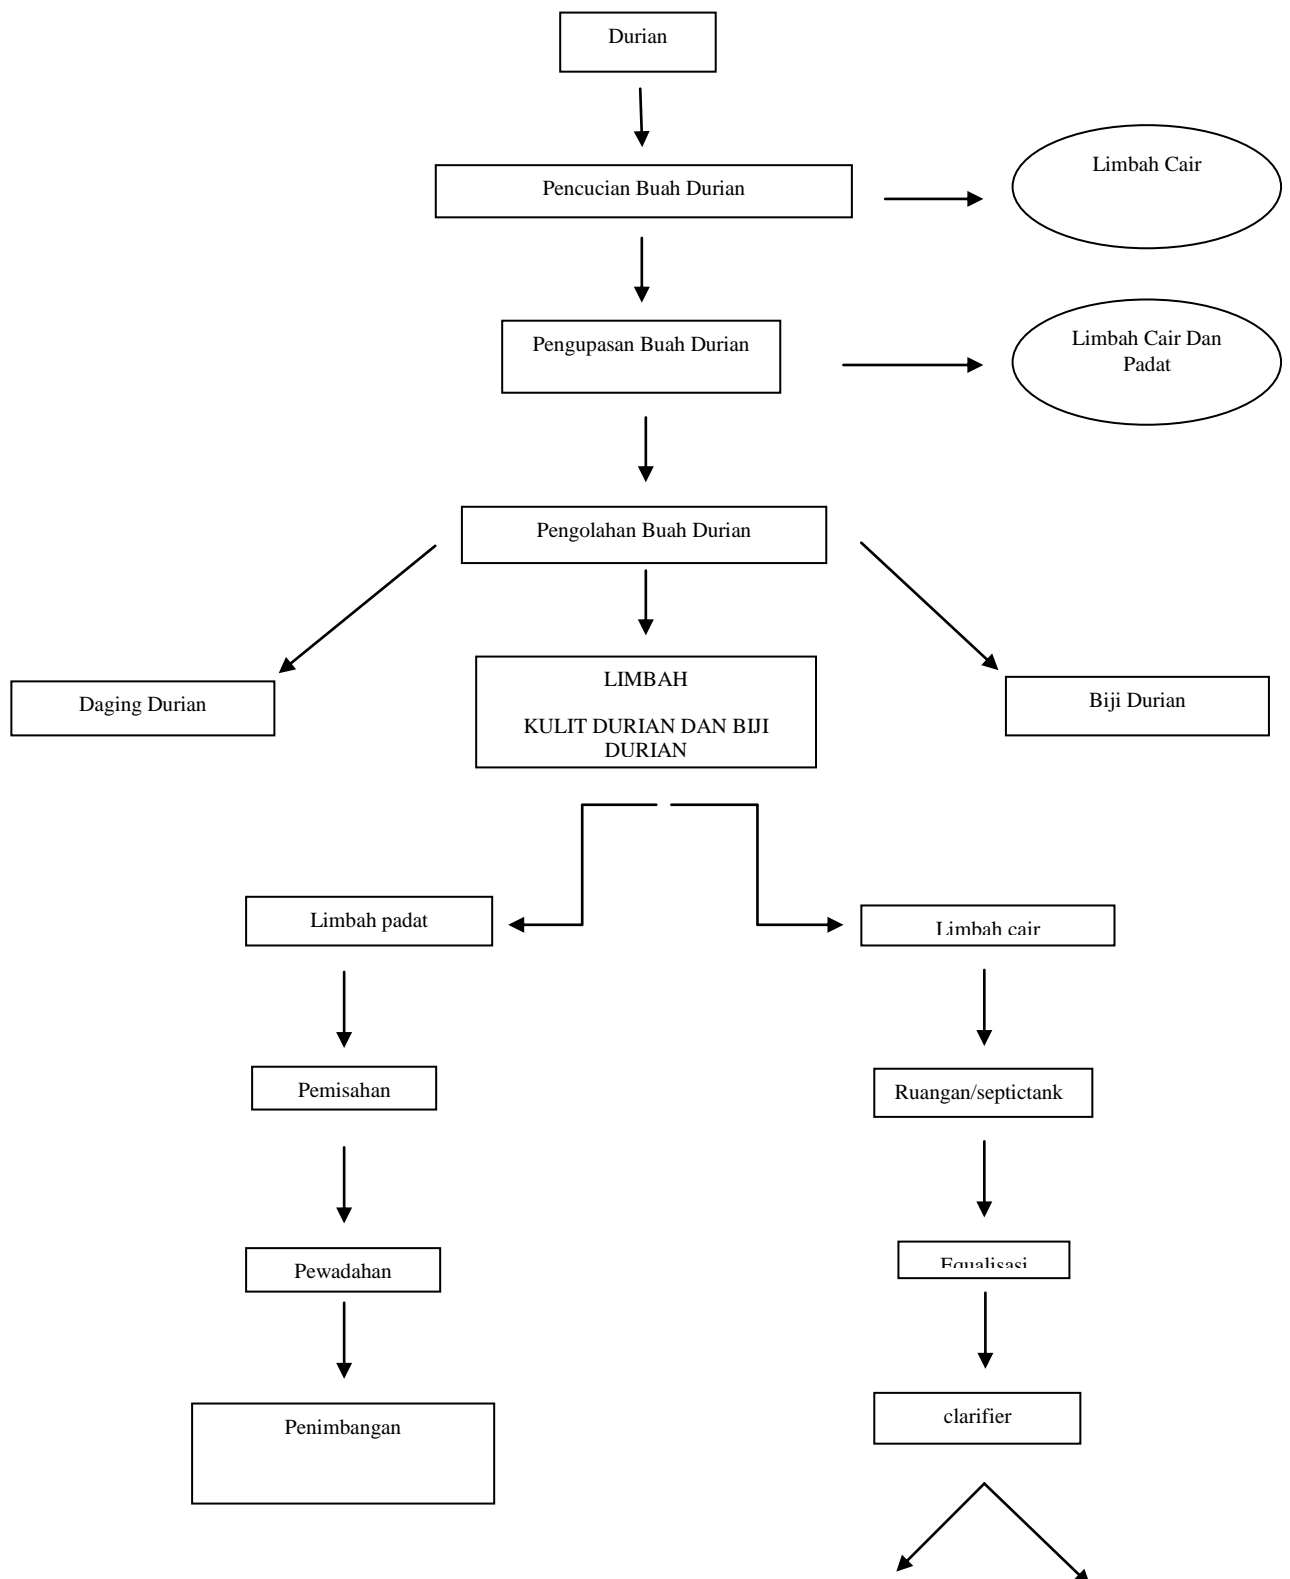 Durian
Pencucian Buah Durian
Limbah Cair
Pengupasan Buah Durian
Limbah Cair Dan
Padat
Pengolahan Buah Durian
Daging Durian
LIMBAH
KULIT DURIAN DAN BIJI
DURIAN
Biji Durian
Limbah padat
Limbah cair
Pemisahan
Ruangan/septictank
Pewadahan
Equalisasi
Penimbangan
clarifier